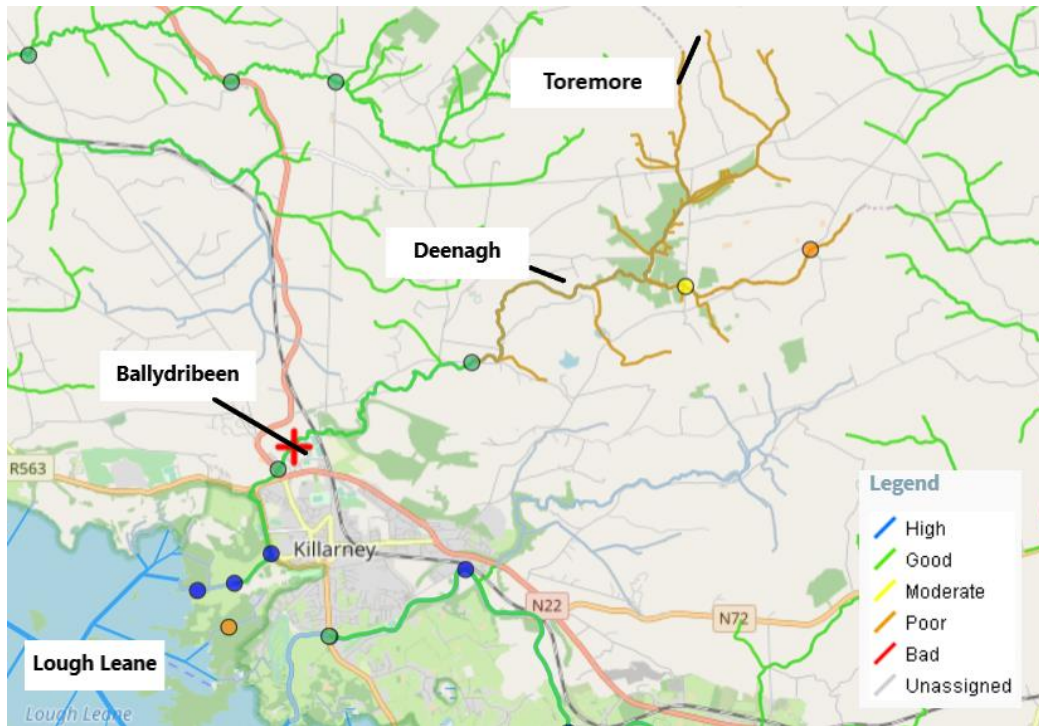 Toremore
Deenagh
Ballydribeen
R563
Killarney
N22
N72
Lough Leane
Lough Leane
Legend
High
Good
Moderate
Poor
Bad
Unassigned